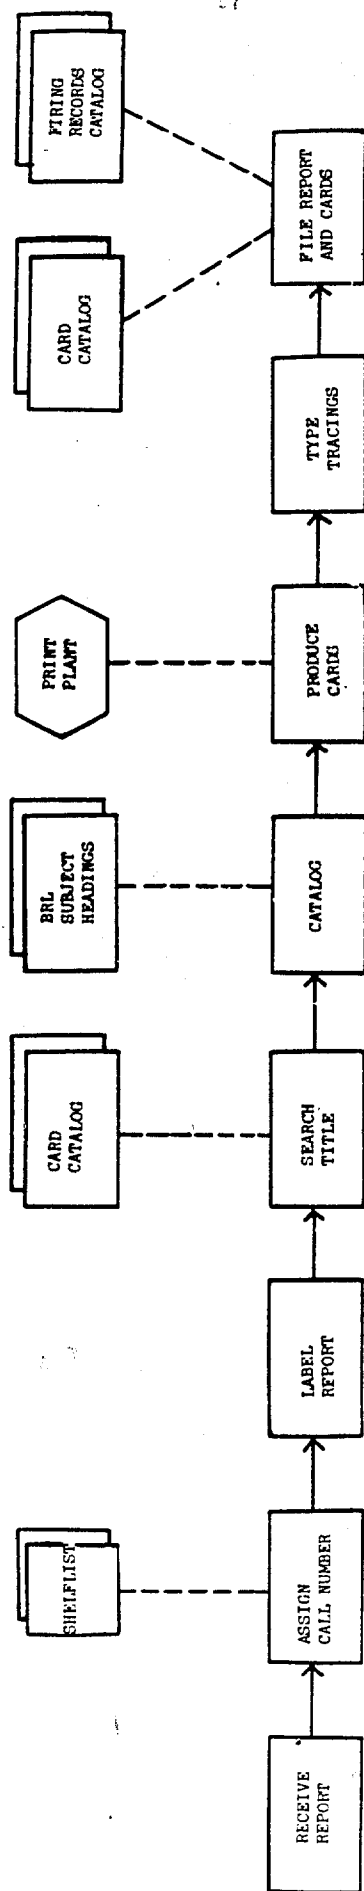 SHELFLIST
CARD
CATALOG
BRL
SUBJECT
HEADINGS
PRINT
PLANT
CARD
CATALOG
FIRING
RECORDS
CATALOG
RECEIVE
REPORT
ASSIGN
CALL NUMBER
LABEL
REPORT
SEARCH
TITLE
CATALOG
PRODUCE
CARDS
TYPE
TRACINGS
FILE REPORT
AND CARDS